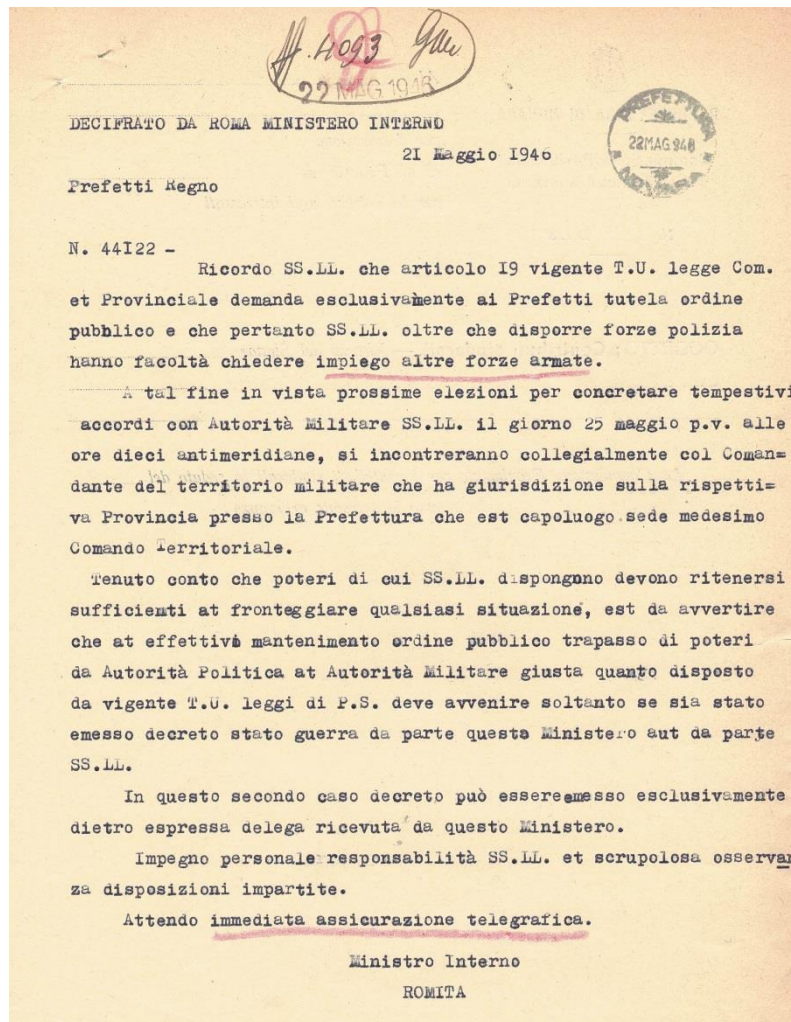 4093 Gav
22 MAG 1946
DECIFRATO DA ROMA MINISTERO INTERNO
2I Maggio I946
PREFETTURA
22 MAG 946
NOVARA
Prefetti Regno
N. 44I22 -
Ricordo SS.LL. che articolo I9 vigente T.U. legge Com.
et Provinciale demanda esclusivamente ai Prefetti tutela ordine
pubblico e che pertanto SS.LL. oltre che disporre forze polizia
hanno facoltà chiedere impiego altre forze armate.
A tal fine in vista prossime elezioni per concretare tempestivi
accordi con Autorità Militare SS.LL. il giorno 25 maggio p.v. alle
ore dieci antimeridiane, si incontreranno collegialmente col Coman=
dante del territorio militare che ha giurisdizione sulla rispetti=
va Provincia presso la Prefettura che est capoluogo sede medesimo
Comando Territoriale.
Tenuto conto che poteri di cui SS.LL. dispongono devono ritenersi
sufficienti at fronteggiare qualsiasi situazione, est da avvertire
che at effettivo mantenimento ordine pubblico trapasso di poteri
da Autorità Politica at Autorità Militare giusta quanto disposto
da vigente T.U. leggi di P.S. deve avvenire soltanto se sia stato
emesso decreto stato guerra da parte questo Ministero aut da parte
SS.LL.
In questo secondo caso decreto può essere emesso esclusivamente
dietro espressa delega ricevuta da questo Ministero.
Impegno personale responsabilità SS.LL. et scrupolosa osservan
za disposizioni impartite.
Attendo immediata assicurazione telegrafica.
Ministro Interno
ROMITA